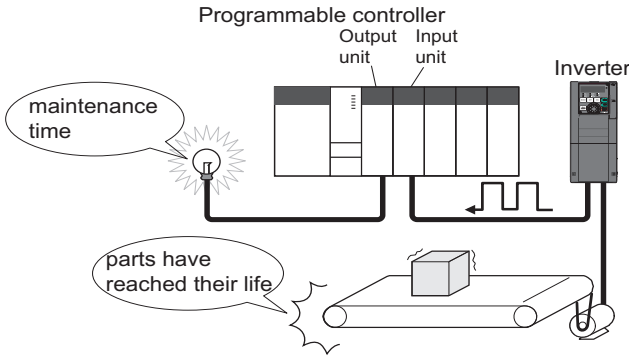 Programmable controller
Output
unit
Input
unit
Inverter
maintenance
time
parts have
reached their life